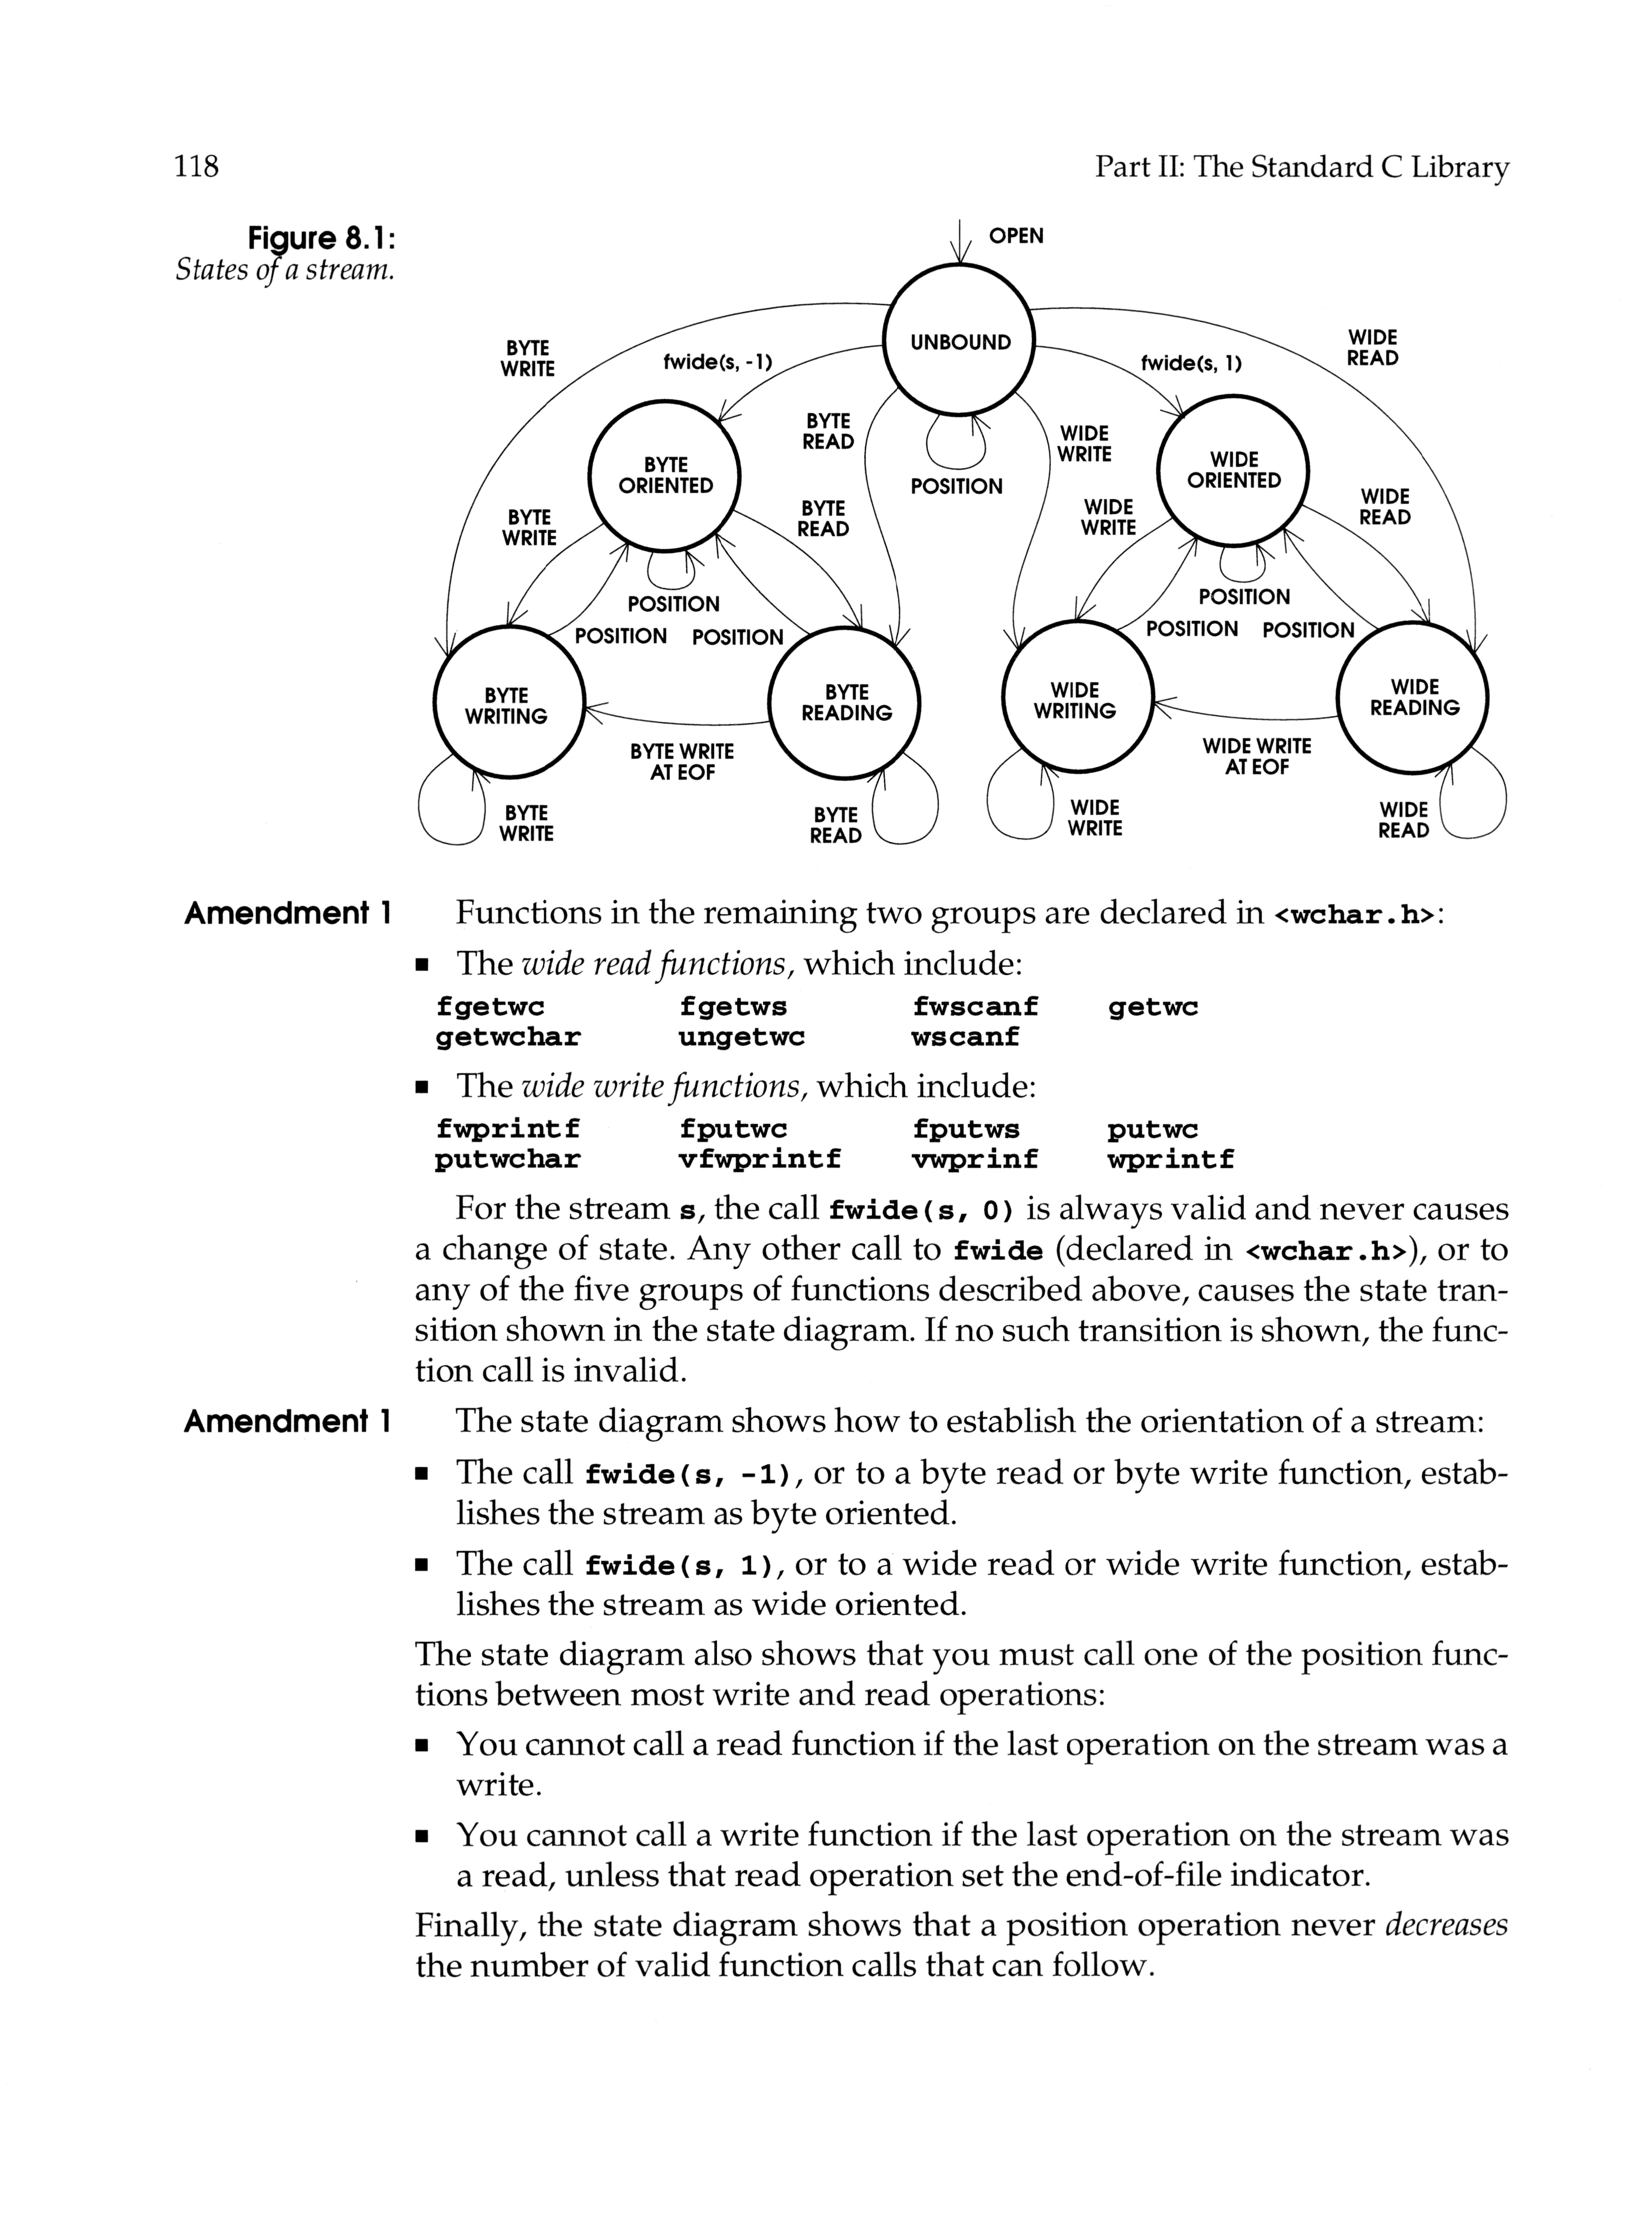 118
Part II: The Standard C Library
Figure 8.1:
States of a stream.
OPEN
UNBOUND
BYTE
WRITE
fwide(s, -1)
fwide(s, 1)
WIDE
READ
BYTE
READ
WIDE
WRITE
POSITION
BYTE
ORIENTED
WIDE
ORIENTED
BYTE
WRITE
BYTE
READ
WIDE
WRITE
WIDE
READ
POSITION
POSITION
POSITION
POSITION
POSITION
POSITION
BYTE
WRITING
BYTE
READING
WIDE
WRITING
WIDE
READING
BYTE WRITE
AT EOF
WIDE WRITE
AT EOF
BYTE
WRITE
BYTE
READ
WIDE
WRITE
WIDE
READ
Amendment 1 Functions in the remaining two groups are declared in <wchar.h>:
▪ The wide read functions, which include:
fgetwc fgetws fwscanf getwc
getwchar ungetwc wscanf
▪ The wide write functions, which include:
fwprintf fputwc fputws putwc
putwchar vfwprintf vwprinf wprintf
For the stream s, the call fwide(s, 0) is always valid and never causes
a change of state. Any other call to fwide (declared in <wchar.h>), or to
any of the five groups of functions described above, causes the state tran-
sition shown in the state diagram. If no such transition is shown, the func-
tion call is invalid.
Amendment 1 The state diagram shows how to establish the orientation of a stream:
▪ The call fwide(s, -1), or to a byte read or byte write function, estab-
lishes the stream as byte oriented.
▪ The call fwide(s, 1), or to a wide read or wide write function, estab-
lishes the stream as wide oriented.
The state diagram also shows that you must call one of the position func-
tions between most write and read operations:
▪ You cannot call a read function if the last operation on the stream was a
write.
▪ You cannot call a write function if the last operation on the stream was
a read, unless that read operation set the end-of-file indicator.
Finally, the state diagram shows that a position operation never decreases
the number of valid function calls that can follow.